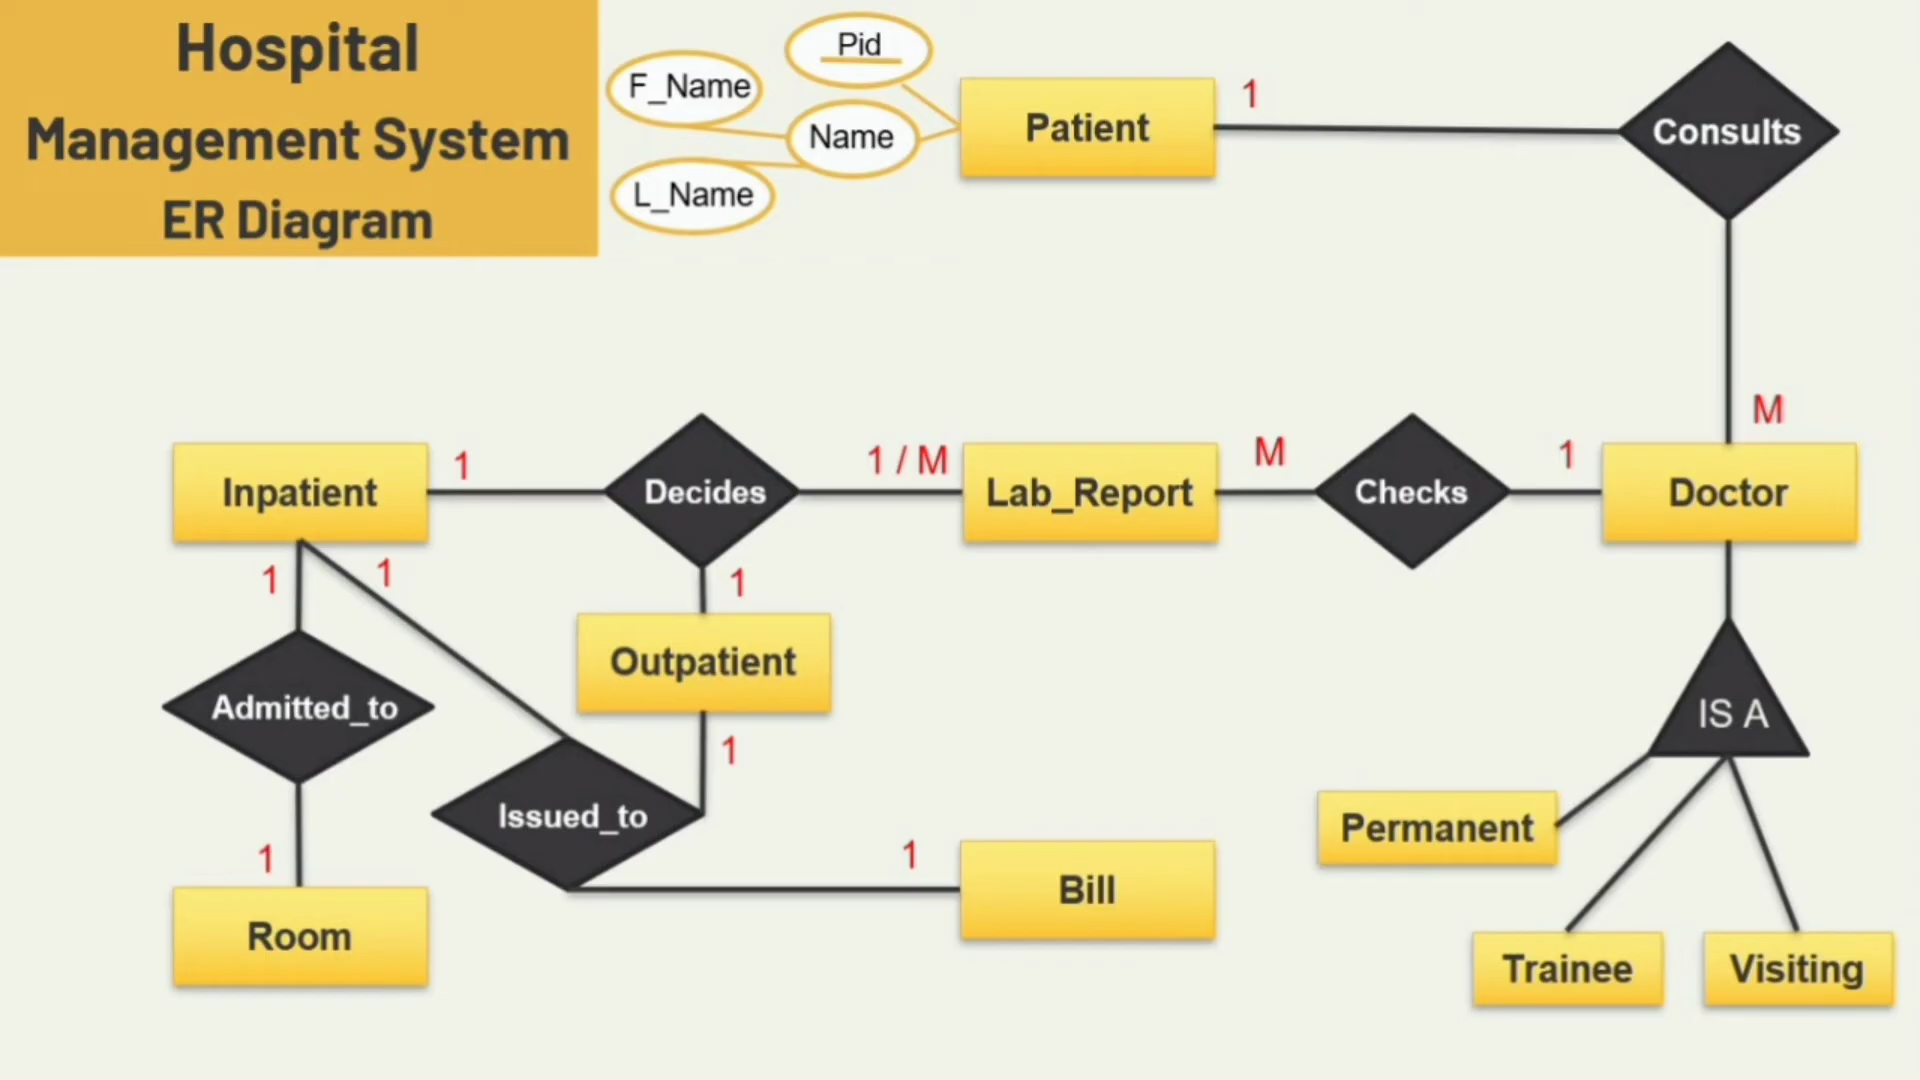 Hospital
Management System
ER Diagram
Pid
F_Name
Name
L_Name
Patient
1
Consults
M
Inpatient
1
Decides
1 / M
Lab_Report
M
Checks
1
Doctor
1
1
1
Outpatient
Admitted_to
1
Issued_to
IS A
1
1
Room
Bill
Permanent
Trainee
Visiting